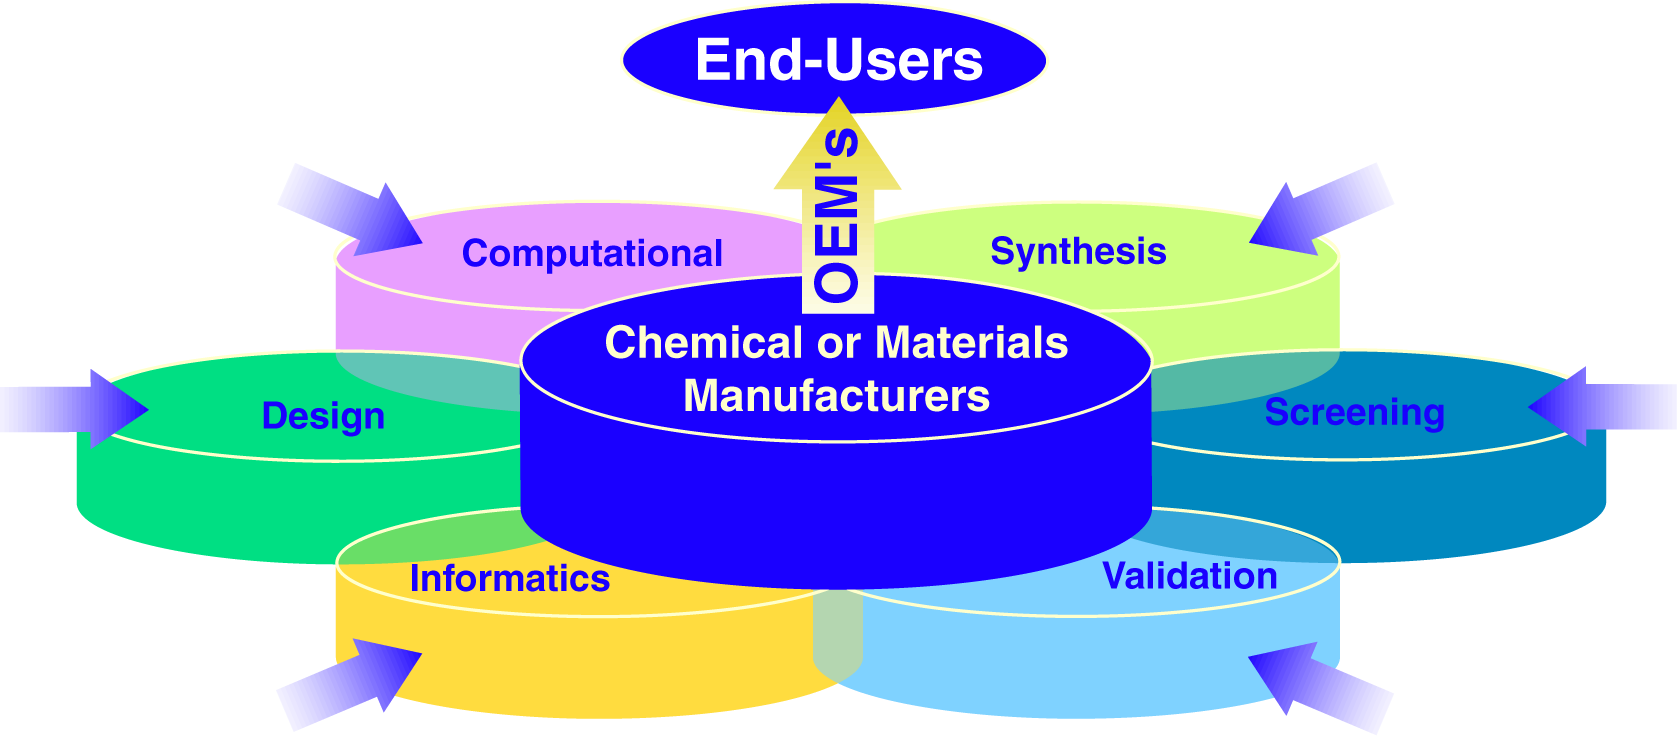 End-Users
OEM's
Computational
Synthesis
Chemical or Materials
Manufacturers
Design
Screening
Informatics
Validation